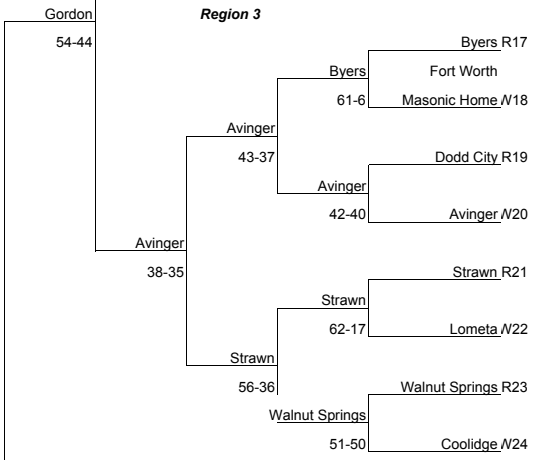 Gordon
Region 3
54-44
Byers R17
Byers
Fort Worth
61-6
Masonic Home W18
Avinger
43-37
Dodd City R19
Avinger
42-40
Avinger W20
Avinger
38-35
Strawn R21
Strawn
62-17
Lometa W22
Strawn
56-36
Walnut Springs R23
Walnut Springs
51-50
Coolidge W24